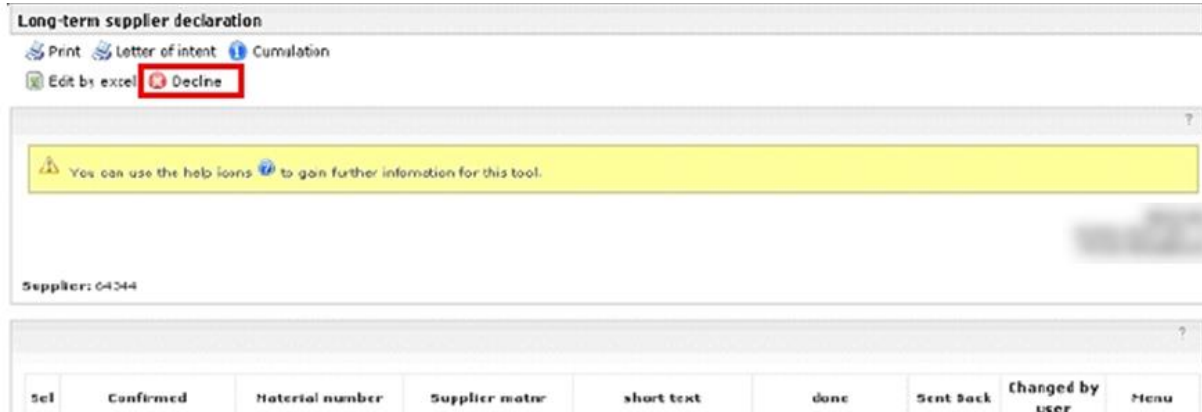 Long-term supplier declaration
Print Letter of intent Cumulation
Edit by excel Decline
?
You can use the help icons to gain further information for this tool.
Supplier:
?
Sel Confirmed Material number Supplier matnr short text done Sent Back Changed by user Menu